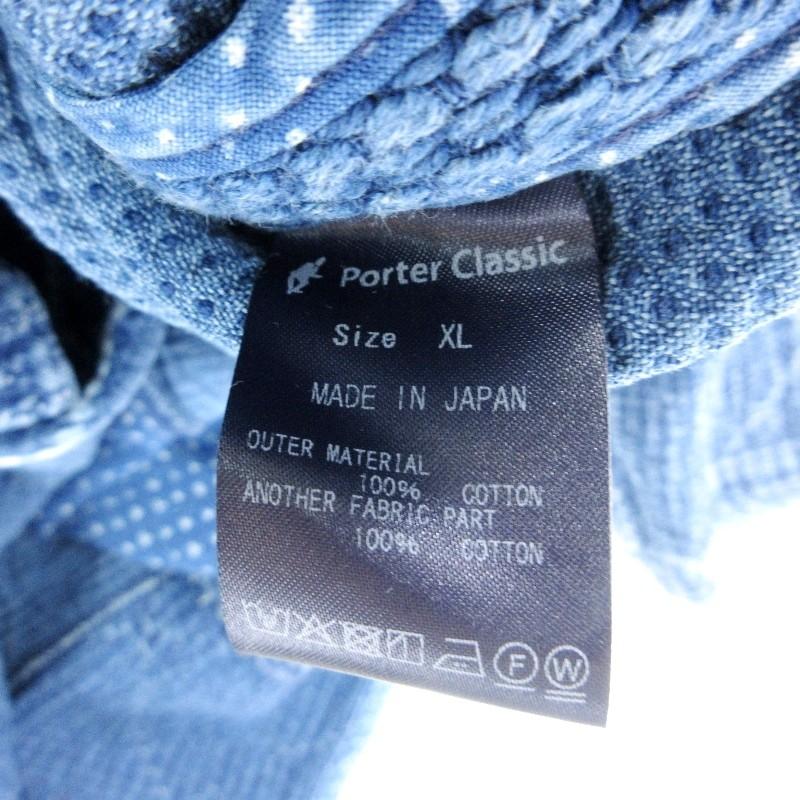 Porter Classic
Size XL
MADE IN JAPAN
OUTER MATERIAL
100% COTTON
ANOTHER FABRIC PART
100% COTTON
F W